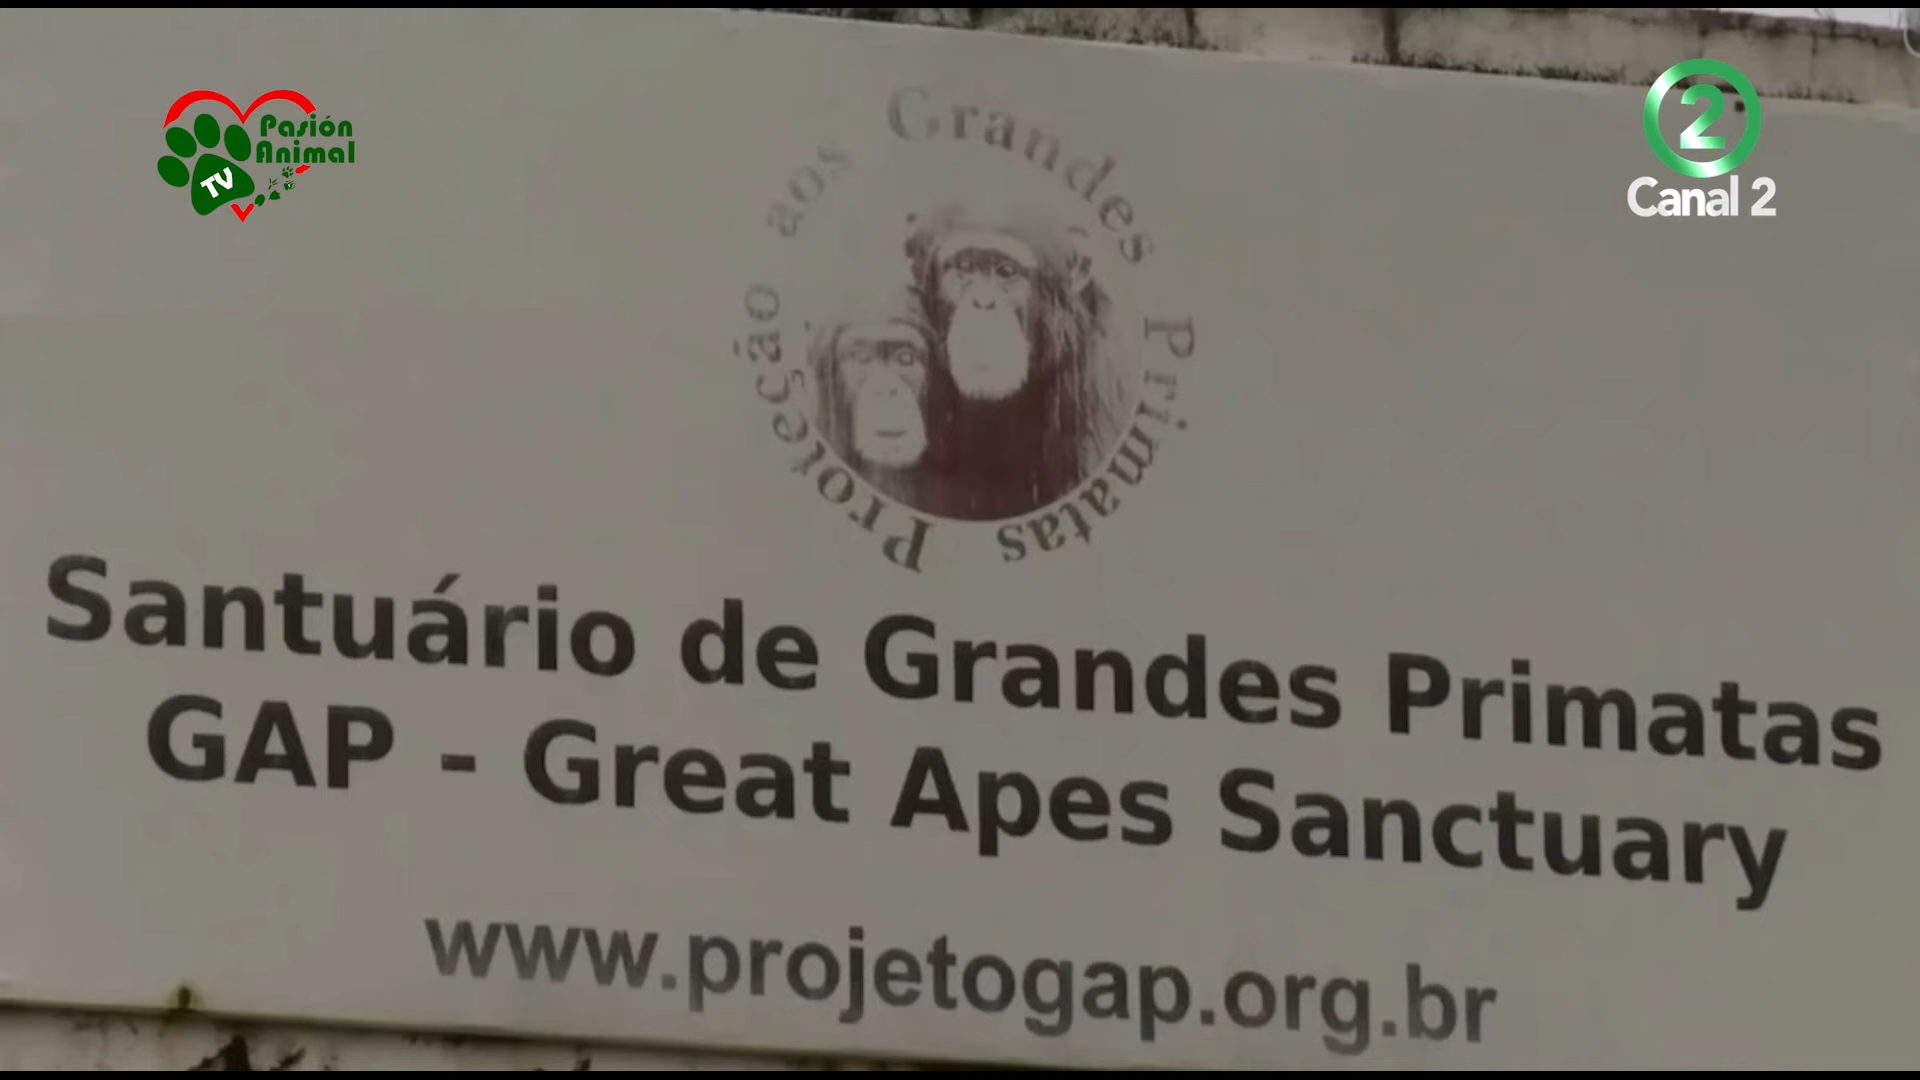 Pasión
Animal
TV
2
Canal 2
Proteção aos Grandes Primatas
Santuário de Grandes Primatas
GAP - Great Apes Sanctuary
www.projetogap.org.br